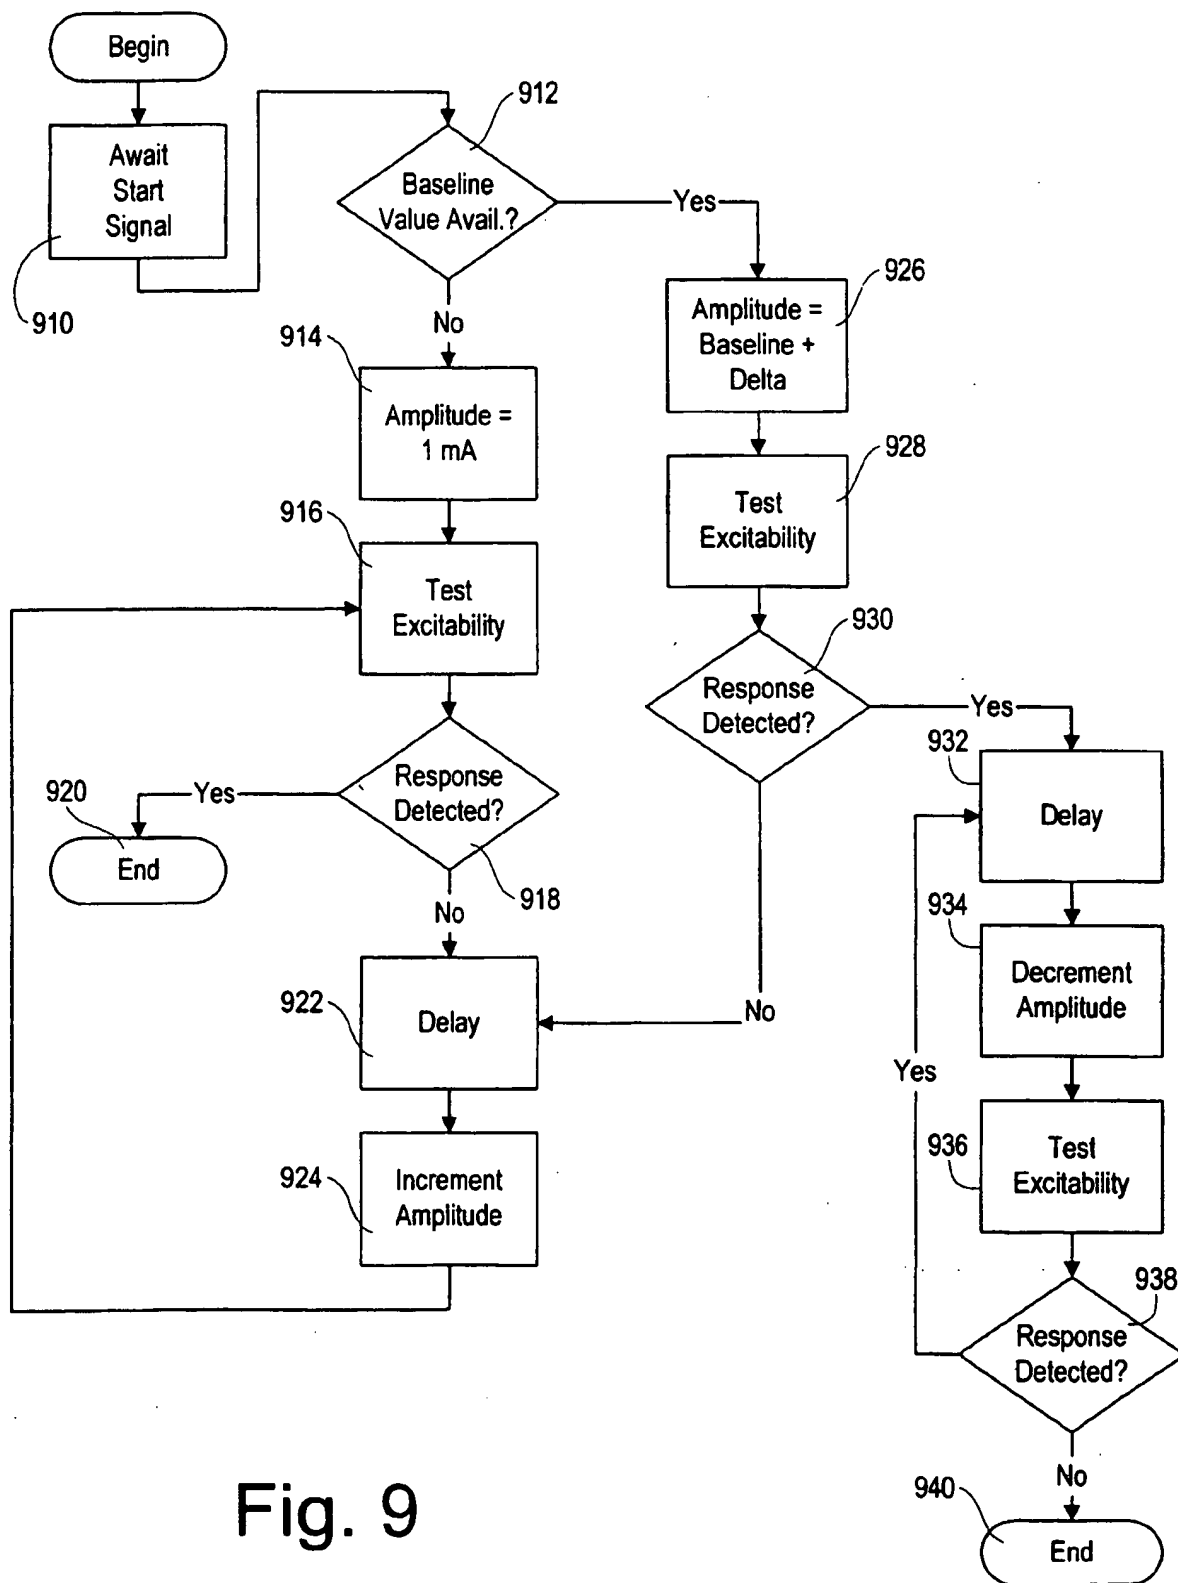 Begin
Await
Start
Signal
910
912
Baseline
Value Avail.?
Yes
No
926
Amplitude =
Baseline +
Delta
914
Amplitude =
1 mA
928
Test
Excitability
916
Test
Excitability
930
Response
Detected?
Yes
No
918
Response
Detected?
Yes
920
End
No
922
Delay
924
Increment
Amplitude
932
Delay
934
Decrement
Amplitude
936
Test
Excitability
938
Response
Detected?
Yes
No
940
End
Fig. 9